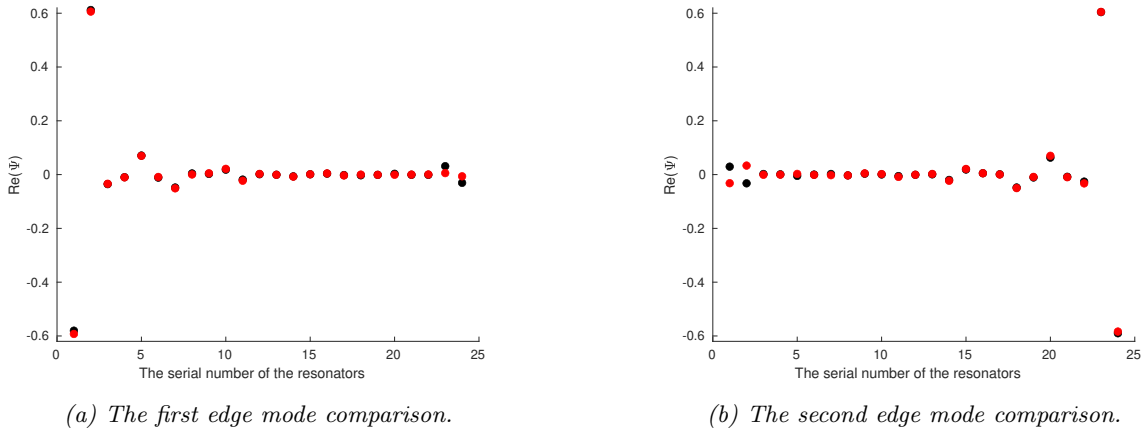 0.6
0.4
0.2
0
-0.2
-0.4
-0.6
Re(Ψ)
0 5 10 15 20 25
The serial number of the resonators
(a) The first edge mode comparison.
0.6
0.4
0.2
0
-0.2
-0.4
-0.6
Re(Ψ)
0 5 10 15 20 25
The serial number of the resonators
(b) The second edge mode comparison.